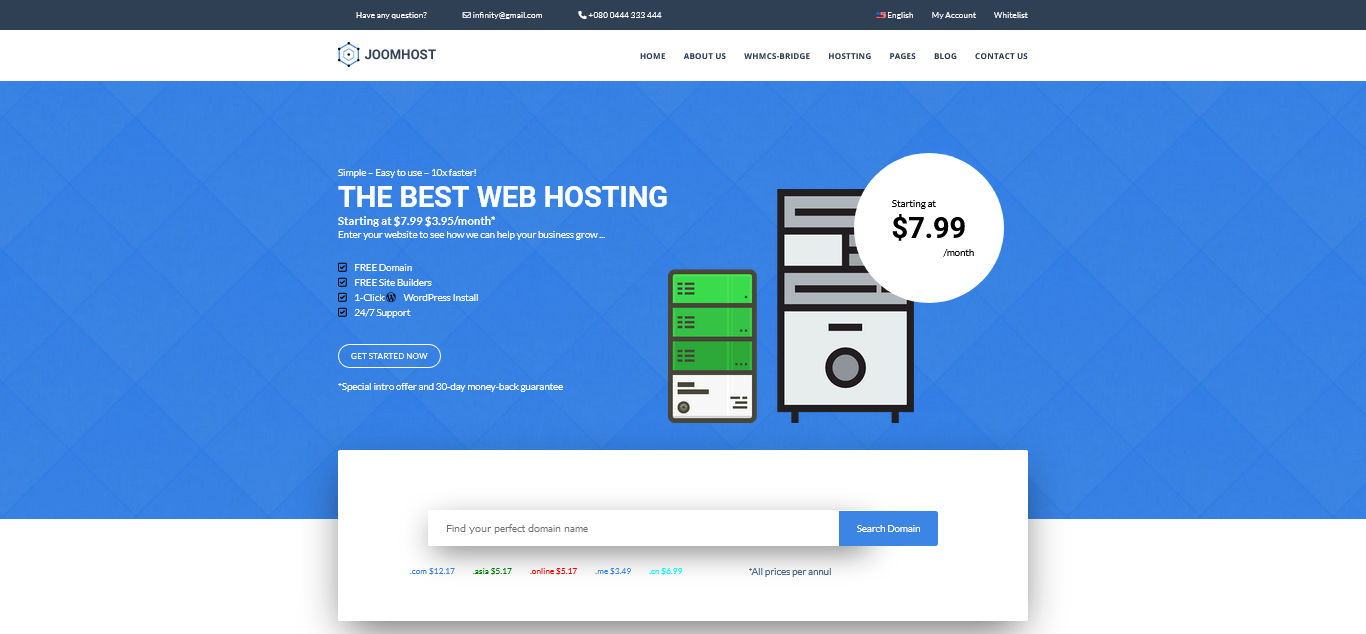 Have any question? infinity@gmail.com +080 0444 333 444 English My Account Whitelist
JOOMHOST HOME ABOUT US WHMCS-BRIDGE HOSTTING PAGES BLOG CONTACT US
Simple – Easy to use – 10x faster!
THE BEST WEB HOSTING
Starting at $7.99 $3.95/month*
Enter your website to see how we can help your business grow ...
FREE Domain
FREE Site Builders
1-Click WordPress Install
24/7 Support
GET STARTED NOW
*Special intro offer and 30-day money-back guarantee
Starting at
$7.99
/month
Find your perfect domain name Search Domain
.com $12.17 .asia $5.17 .online $5.17 .me $3.49 .cn $6.99 *All prices per annul